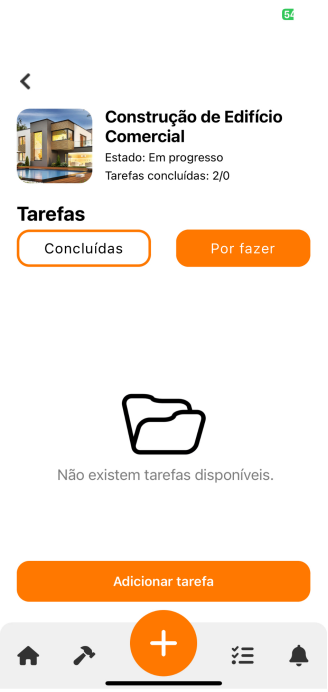 54
Construção de Edifício
Comercial
Estado: Em progresso
Tarefas concluídas: 2/0
Tarefas
Concluídas
Por fazer
Não existem tarefas disponíveis.
Adicionar tarefa